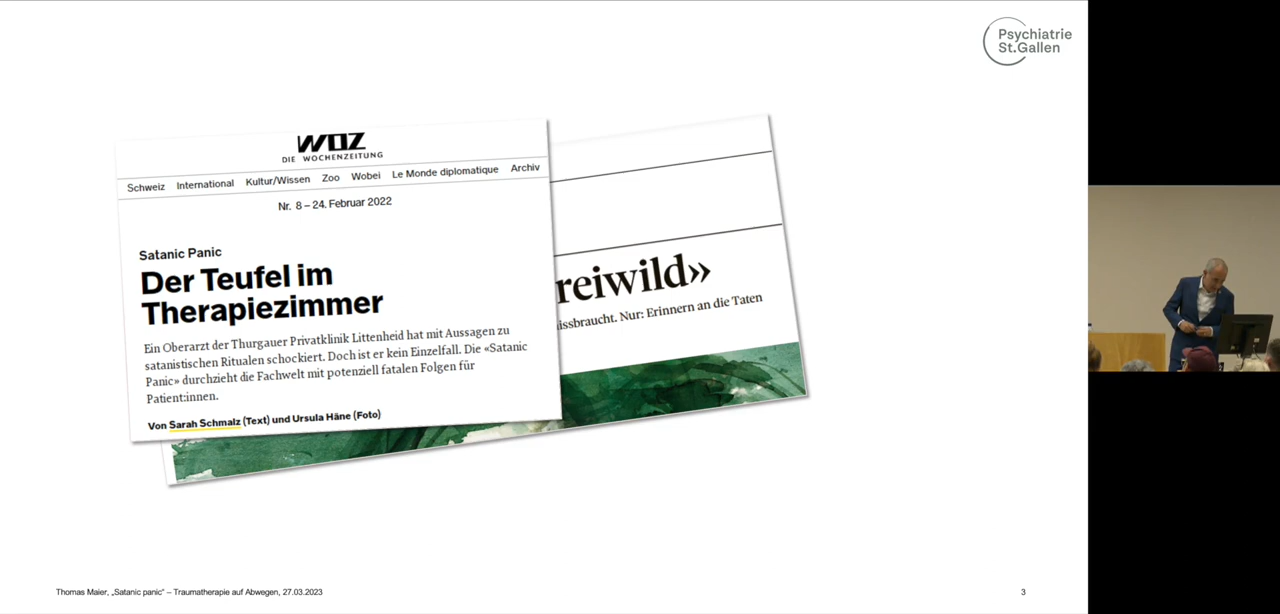 Psychiatrie
St.Gallen
WOZ
DIE WOCHENZEITUNG
Schweiz International Kultur/Wissen Zoo Wobei Le Monde diplomatique Archiv
Nr. 8 – 24. Februar 2022
Satanic Panic
Der Teufel im
Therapiezimmer
Ein Oberarzt der Thurgauer Privatklinik Littenheid hat mit Aussagen zu
satanistischen Ritualen schockiert. Doch ist er kein Einzelfall. Die «Satanic
Panic» durchzieht die Fachwelt mit potenziell fatalen Folgen für
Patient:innen.
Von Sarah Schmalz (Text) und Ursula Häne (Foto)
reiwild»
issbraucht. Nur: Erinnern an die Taten
Thomas Maier, „Satanic panic“ – Traumatherapie auf Abwegen, 27.03.2023
3